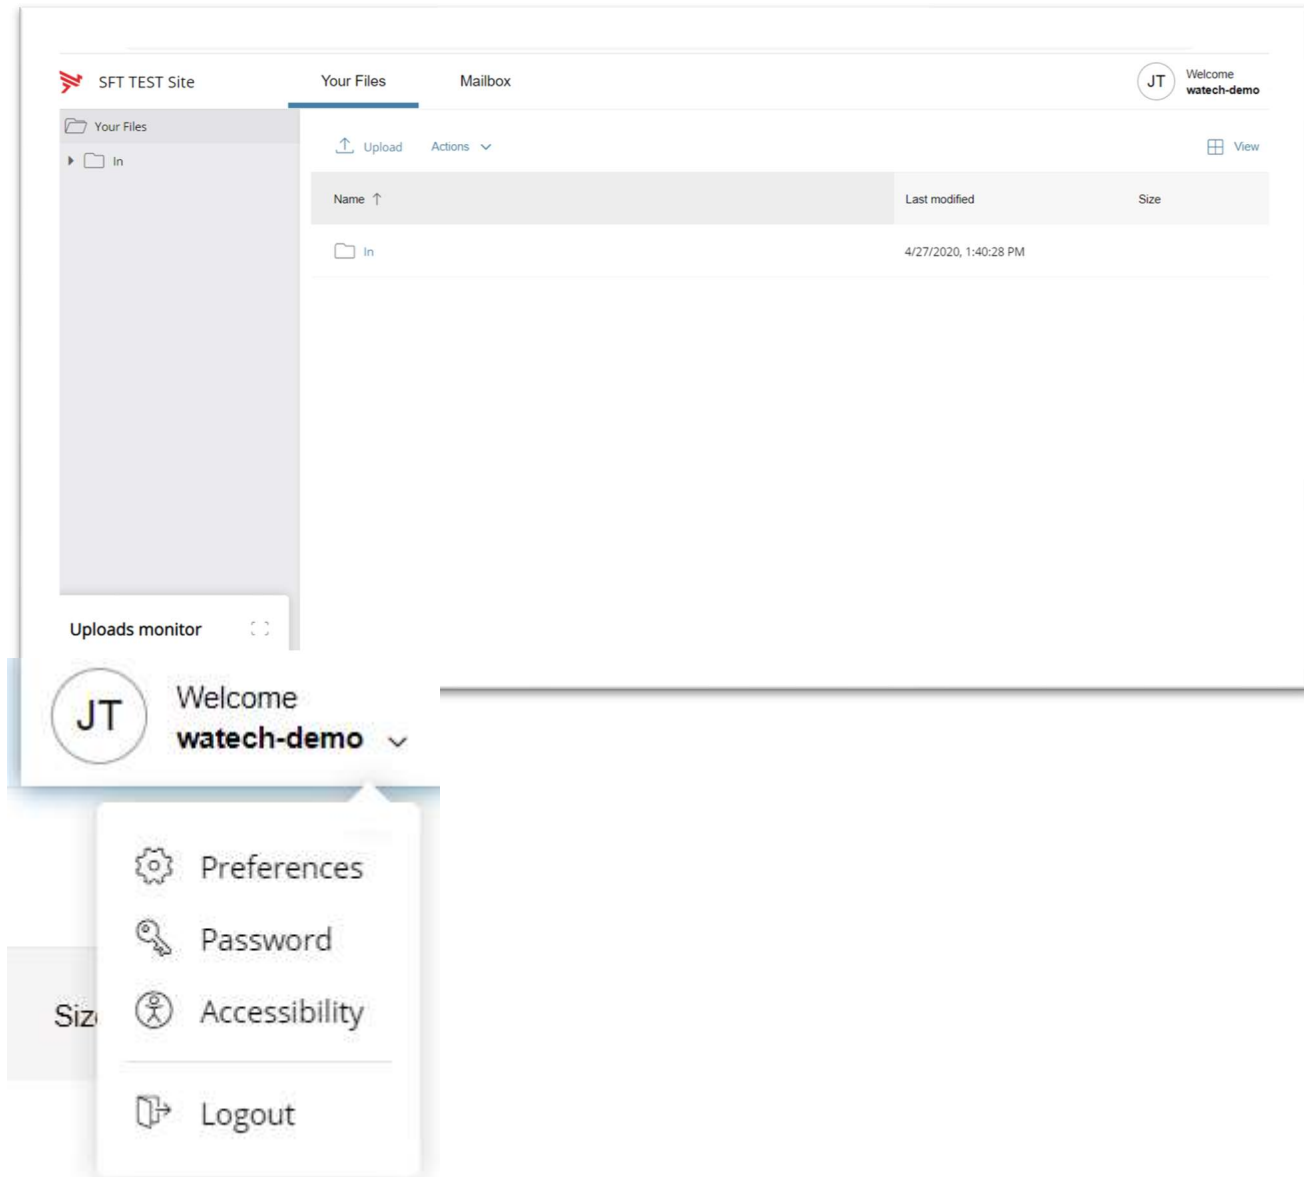 SFT TEST Site
Your Files
Mailbox
JT
Welcome
watech-demo
Your Files
In
Upload
Actions
View
Name
Last modified
Size
In
4/27/2020, 1:40:28 PM
Uploads monitor
JT
Welcome
watech-demo
Preferences
Password
Accessibility
Siz
Logout